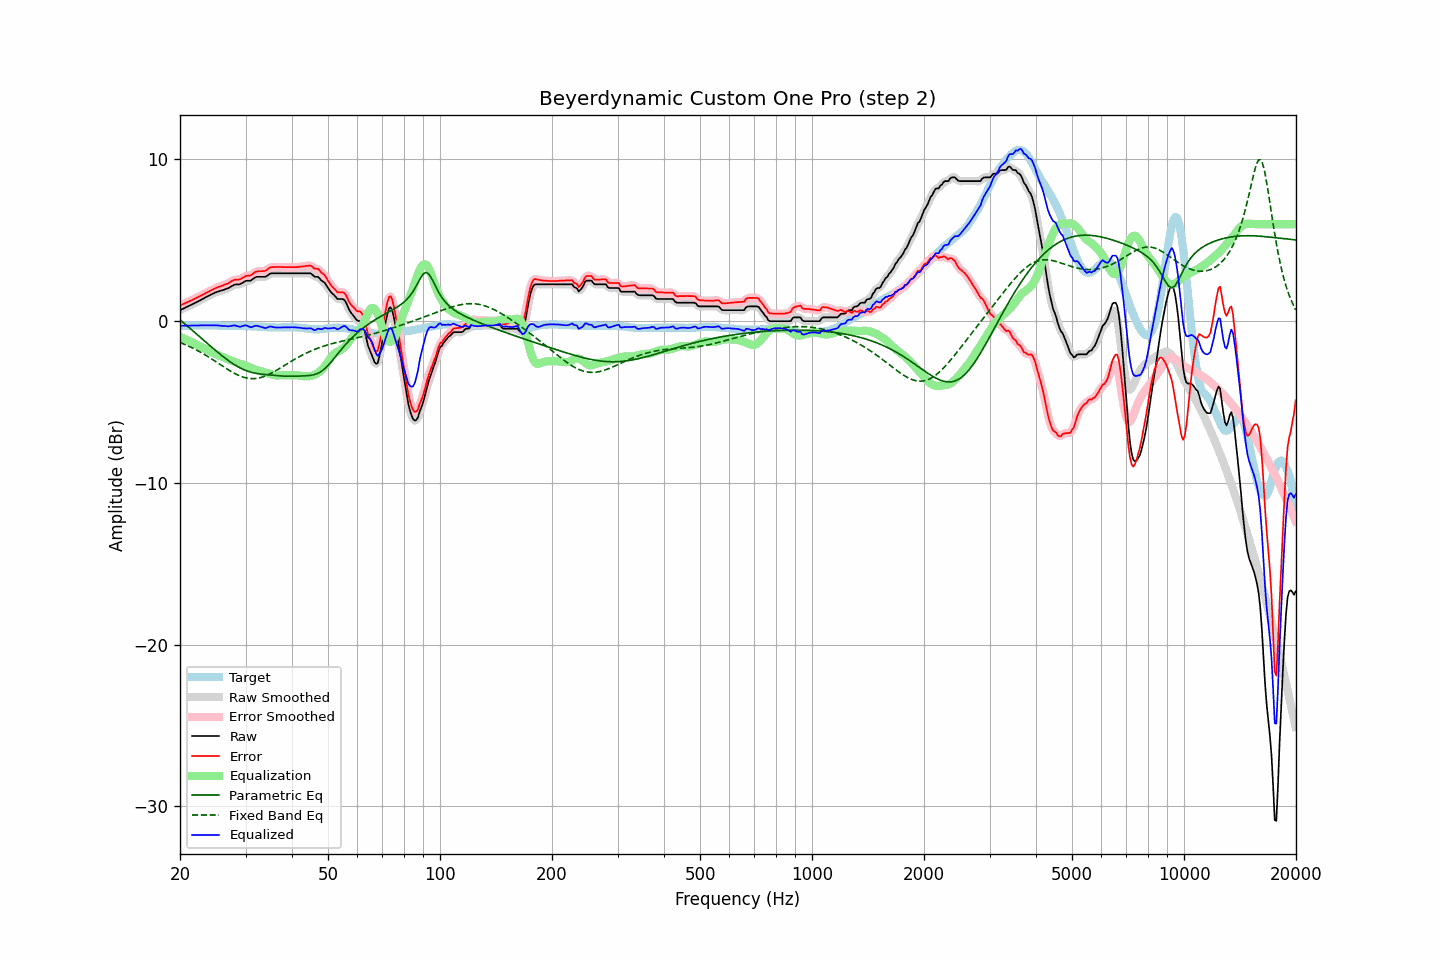 Beyerdynamic Custom One Pro (step 2)
Amplitude (dBr)
10
0
−10
−20
−30
Target
Raw Smoothed
Error Smoothed
Raw
Error
Equalization
Parametric Eq
Fixed Band Eq
Equalized
20 50 100 200 500 1000 2000 5000 10000 20000
Frequency (Hz)